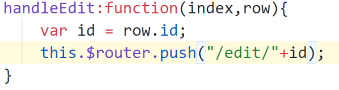 handleEdit:function(index,row){
    var id = row.id;
    this.$router.push("/edit/"+id);
}